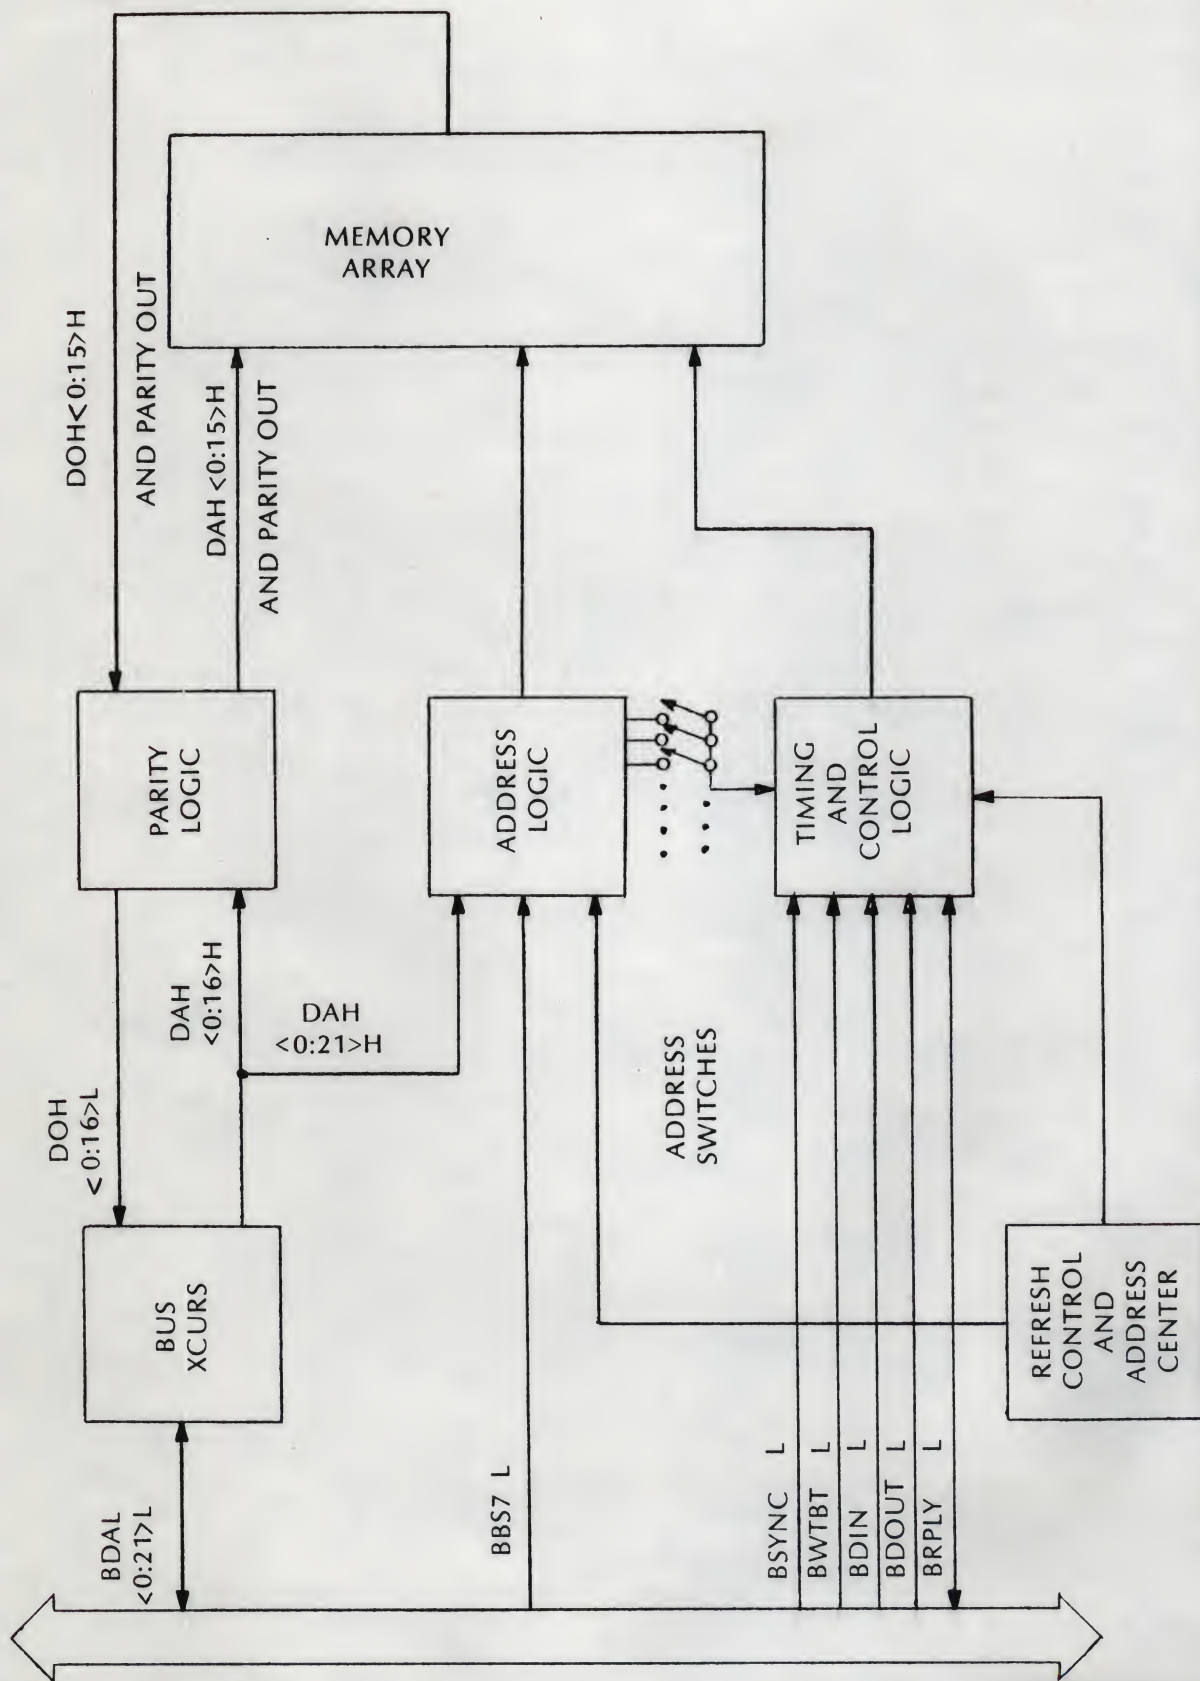 DOH<0:15>H
AND PARITY OUT
DAH<0:15>H
AND PARITY OUT
MEMORY
ARRAY
PARITY
LOGIC
ADDRESS
LOGIC
TIMING
AND
CONTROL
LOGIC
DOH
<0:16>L
DAH
<0:16>H
DAH
<0:21>H
ADDRESS
SWITCHES
BUS
XCURS
REFRESH
CONTROL
AND
ADDRESS
CENTER
BDAL
<0:21>L
BBS7 L
BSYNC L
BWTBT L
BDIN L
BDOUT L
BRPLY L